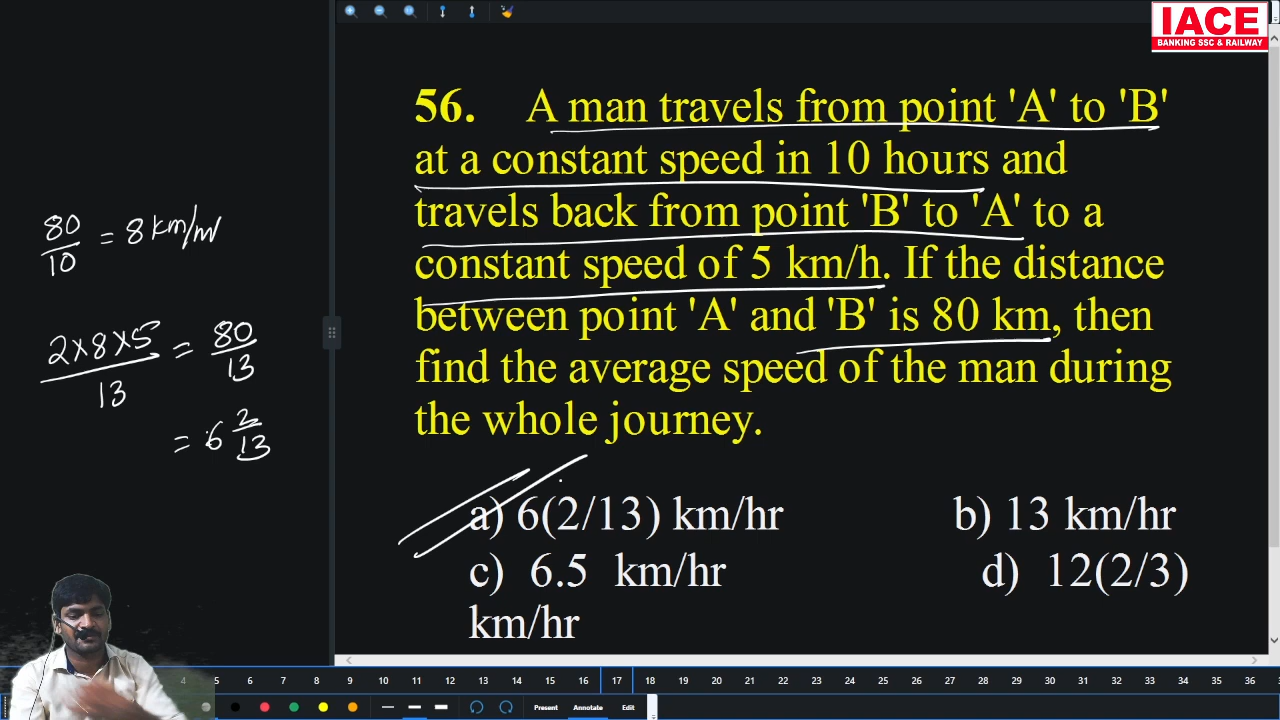 IACE
BANKING SSC & RAILWAY
56. A man travels from point 'A' to 'B'
at a constant speed in 10 hours and
travels back from point 'B' to 'A' to a
constant speed of 5 km/h. If the distance
between point 'A' and 'B' is 80 km, then
find the average speed of the man during
the whole journey.
a) 6(2/13) km/hr b) 13 km/hr
c) 6.5 km/hr d) 12(2/3)
km/hr
80/10 = 8 km/hr
2×8×5/13 = 80/13
= 6 2/13
4 5 6 7 8 9 10 11 12 13 14 15 16 17 18 19 20 21 22 23 24 25 26 27 28 29 30 31 32 33 34 35 36 3
Present Annotate Edit